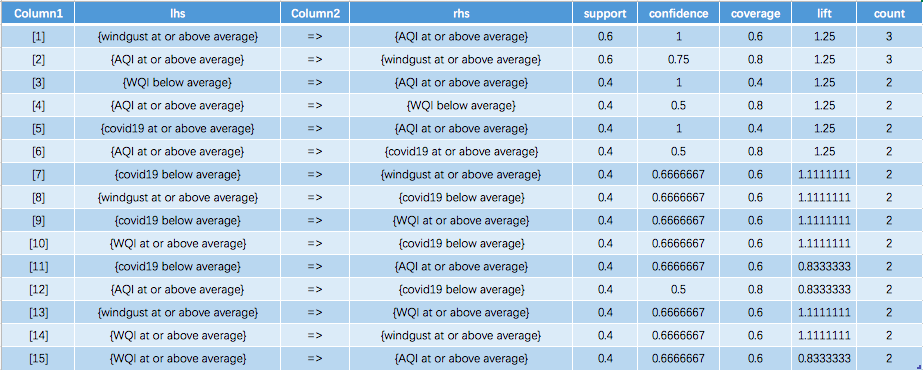 Column1 lhs Column2 rhs support confidence coverage lift count
[1] {windgust at or above average} => {AQI at or above average} 0.6 1 0.6 1.25 3
[2] {AQI at or above average} => {windgust at or above average} 0.6 0.75 0.8 1.25 3
[3] {WQI below average} => {AQI at or above average} 0.4 1 0.4 1.25 2
[4] {AQI at or above average} => {WQI below average} 0.4 0.5 0.8 1.25 2
[5] {covid19 at or above average} => {AQI at or above average} 0.4 1 0.4 1.25 2
[6] {AQI at or above average} => {covid19 at or above average} 0.4 0.5 0.8 1.25 2
[7] {covid19 below average} => {windgust at or above average} 0.4 0.6666667 0.6 1.1111111 2
[8] {windgust at or above average} => {covid19 below average} 0.4 0.6666667 0.6 1.1111111 2
[9] {covid19 below average} => {WQI at or above average} 0.4 0.6666667 0.6 1.1111111 2
[10] {WQI at or above average} => {covid19 below average} 0.4 0.6666667 0.6 1.1111111 2
[11] {covid19 below average} => {AQI at or above average} 0.4 0.6666667 0.6 0.8333333 2
[12] {AQI at or above average} => {covid19 below average} 0.4 0.5 0.8 0.8333333 2
[13] {windgust at or above average} => {WQI at or above average} 0.4 0.6666667 0.6 1.1111111 2
[14] {WQI at or above average} => {windgust at or above average} 0.4 0.6666667 0.6 1.1111111 2
[15] {WQI at or above average} => {AQI at or above average} 0.4 0.6666667 0.6 0.8333333 2